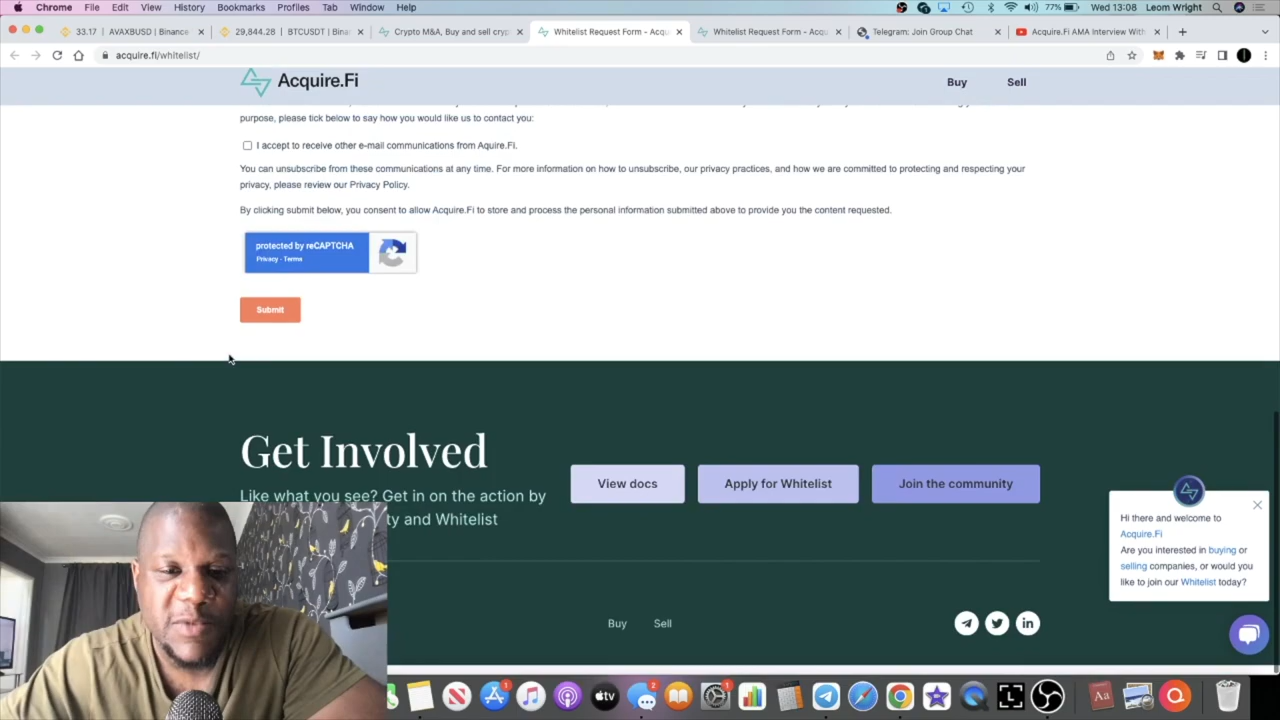 Chrome File Edit View History Bookmarks Profiles Tab Window Help 77% Wed 13:08 Leom Wright
33.17 | AVAXBUSD | Binance
29,844.28 | BTCUSDT | Binan
Crypto M&A, Buy and sell cryp
Whitelist Request Form - Acqu
Whitelist Request Form - Acqu
Telegram: Join Group Chat
Acquire.Fi AMA Interview With
acquire.fi/whitelist/
Acquire.Fi
Buy Sell
purpose, please tick below to say how you would like us to contact you:
I accept to receive other e-mail communications from Aquire.Fi.
You can unsubscribe from these communications at any time. For more information on how to unsubscribe, our privacy practices, and how we are committed to protecting and respecting your
privacy, please review our Privacy Policy.
By clicking submit below, you consent to allow Acquire.Fi to store and process the personal information submitted above to provide you the content requested.
protected by reCAPTCHA
Privacy - Terms
Submit
Get Involved
Like what you see? Get in on the action by
ty and Whitelist
View docs
Apply for Whitelist
Join the community
Hi there and welcome to
Acquire.Fi
Are you interested in buying or
selling companies, or would you
like to join our Whitelist today?
Buy Sell
in
1
tv
2
1
L
Aa